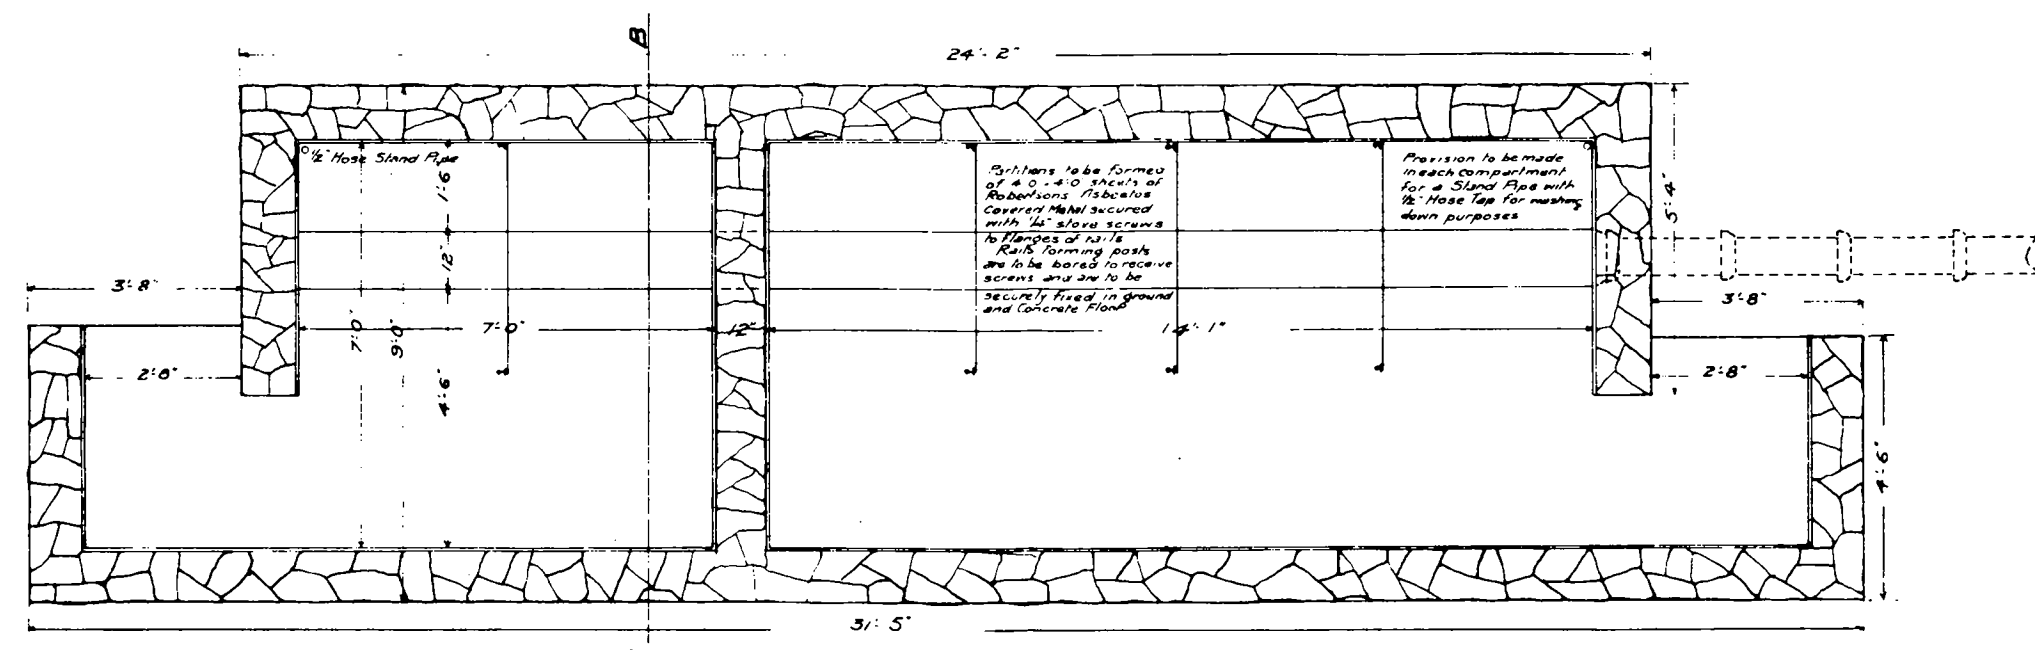 B
24'-2"
½" Hose Stand Pipe
1'-6"
12"
Partitions to be formed
of 4'0 - 4'0 sheets of
Robertsons Asbestos
Covered Metal secured
with ¼" stove screws
to flanges of rails
Rails forming posts
are to be bored to receive
screws and are to be
securely fixed in ground
and Concrete Floor
Provision to be made
in each compartment
for a Stand Pipe with
½" Hose Tap for washing
down purposes
5'-4"
3'-8"
3'-8"
7'-0"
9'-0"
7'-0"
12"
14'-1"
2'-8"
4'-6"
2'-8"
4'-6"
31'-5"